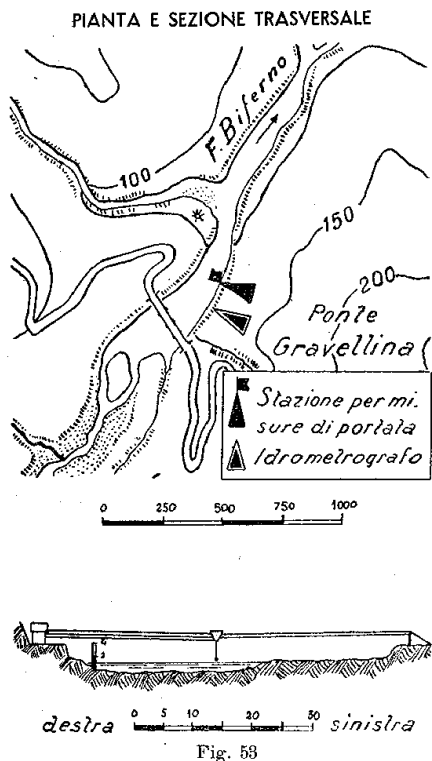 PIANTA E SEZIONE TRASVERSALE
F. Biferno
100
150
200
Ponte
Gravellina
Stazione per mi.
sure di portata
Idrometrografo
0 250 500 750 1000
destra 0 5 10 15 20 30 sinistra
Fig. 53